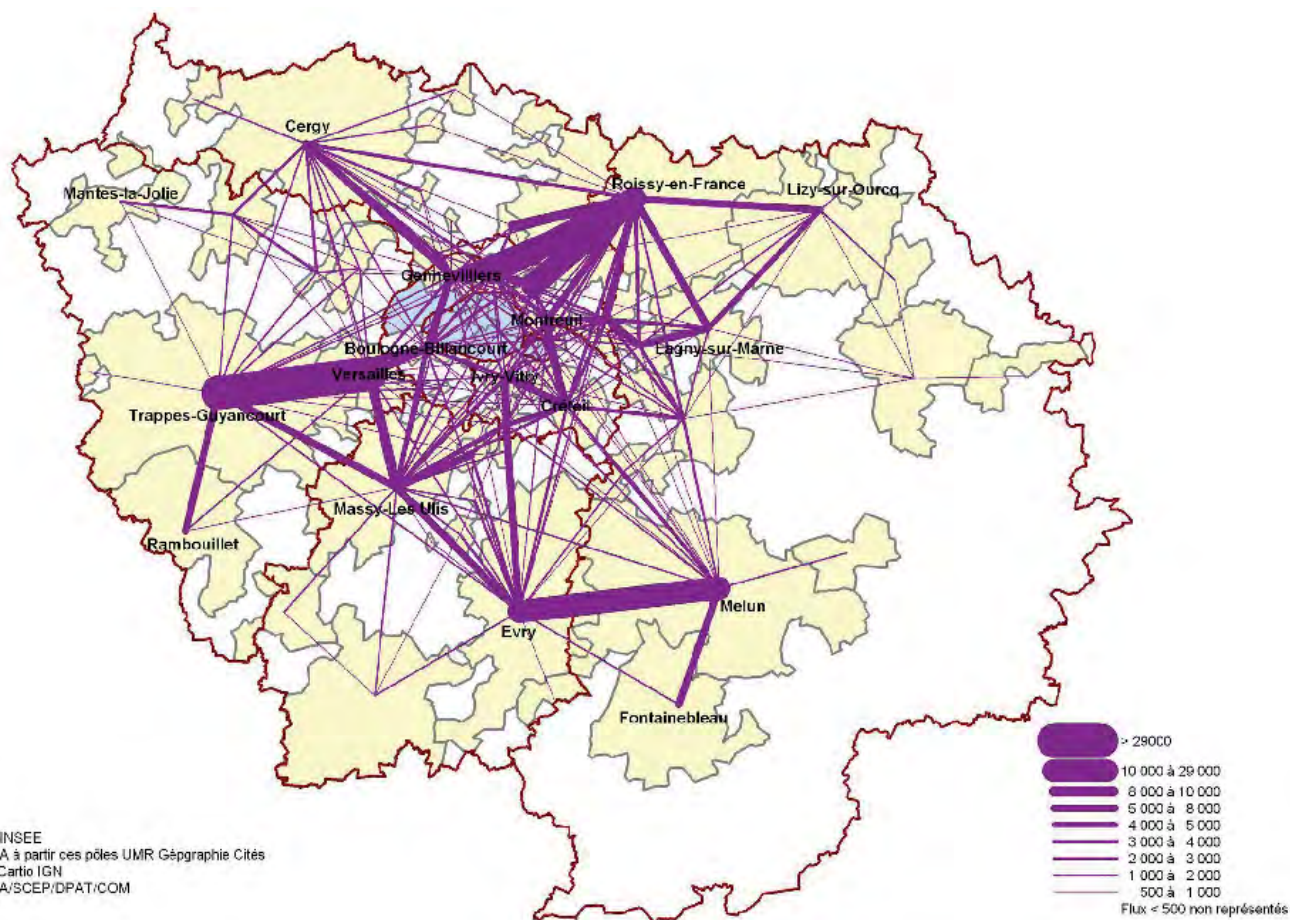 Cergy
Roissy-en-France
Lizy-sur-Ourcq
Mantes-la-Jolie
Gennevilliers
Montreuil
Lagny-sur-Marne
Boulogne-Billancourt
Versailles
Ivry-Vitry
Créteil
Trappes-Guyancourt
Massy-Les Ulis
Rambouillet
Melun
Evry
Fontainebleau
> 29000
10 000 à 29 000
8 000 à 10 000
5 000 à 8 000
4 000 à 5 000
3 000 à 4 000
2 000 à 3 000
1 000 à 2 000
500 à 1 000
Flux < 500 non représentés
INSEE
A à partir ces pôles UMR Gépgraphie Cités
Cartio IGN
A/SCEP/DPAT/COM